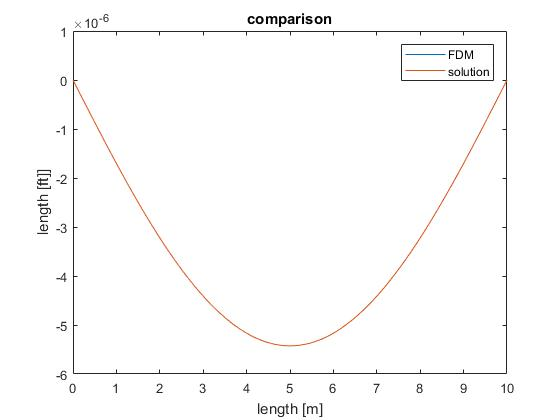 comparison
×10^-6
FDM
solution
1
0
-1
-2
-3
-4
-5
-6
length [ft]]
0 1 2 3 4 5 6 7 8 9 10
length [m]